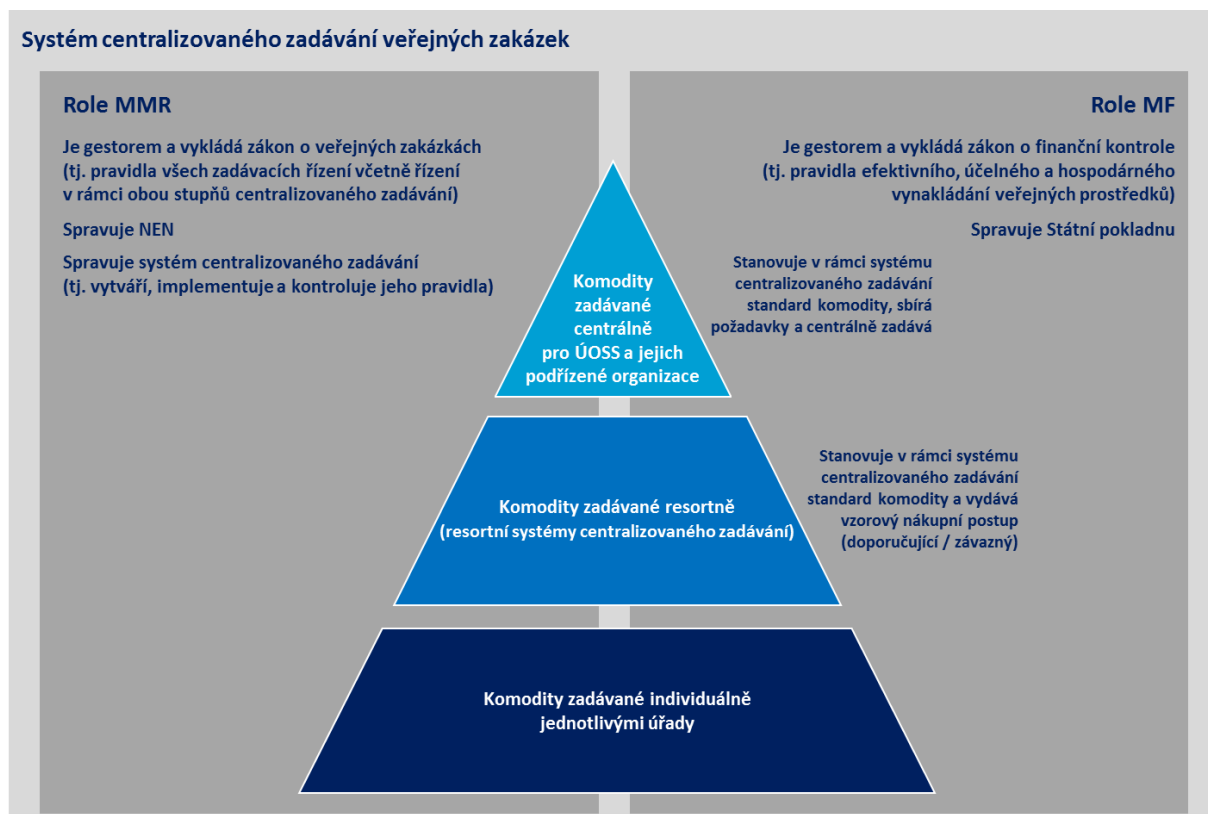 Systém centralizovaného zadávání veřejných zakázek
Role MMR
Je gestorem a vykládá zákon o veřejných zakázkách
(tj. pravidla všech zadávacích řízení včetně řízení
v rámci obou stupňů centralizovaného zadávání)
Spravuje NEN
Spravuje systém centralizovaného zadávání
(tj. vytváří, implementuje a kontroluje jeho pravidla)
Role MF
Je gestorem a vykládá zákon o finanční kontrole
(tj. pravidla efektivního, účelného a hospodárného
vynakládání veřejných prostředků)
Spravuje Státní pokladnu
Stanovuje v rámci systému
centralizovaného zadávání
standard komodity, sbírá
požadavky a centrálně zadává
Komodity
zadávané
centrálně
pro ÚOSS a jejich
podřízené organizace
Stanovuje v rámci systému
centralizovaného zadávání
standard komodity a vydává
vzorový nákupní postup
(doporučující / závazný)
Komodity zadávané resortně
(resortní systémy centralizovaného zadávání)
Komodity zadávané individuálně
jednotlivými úřady